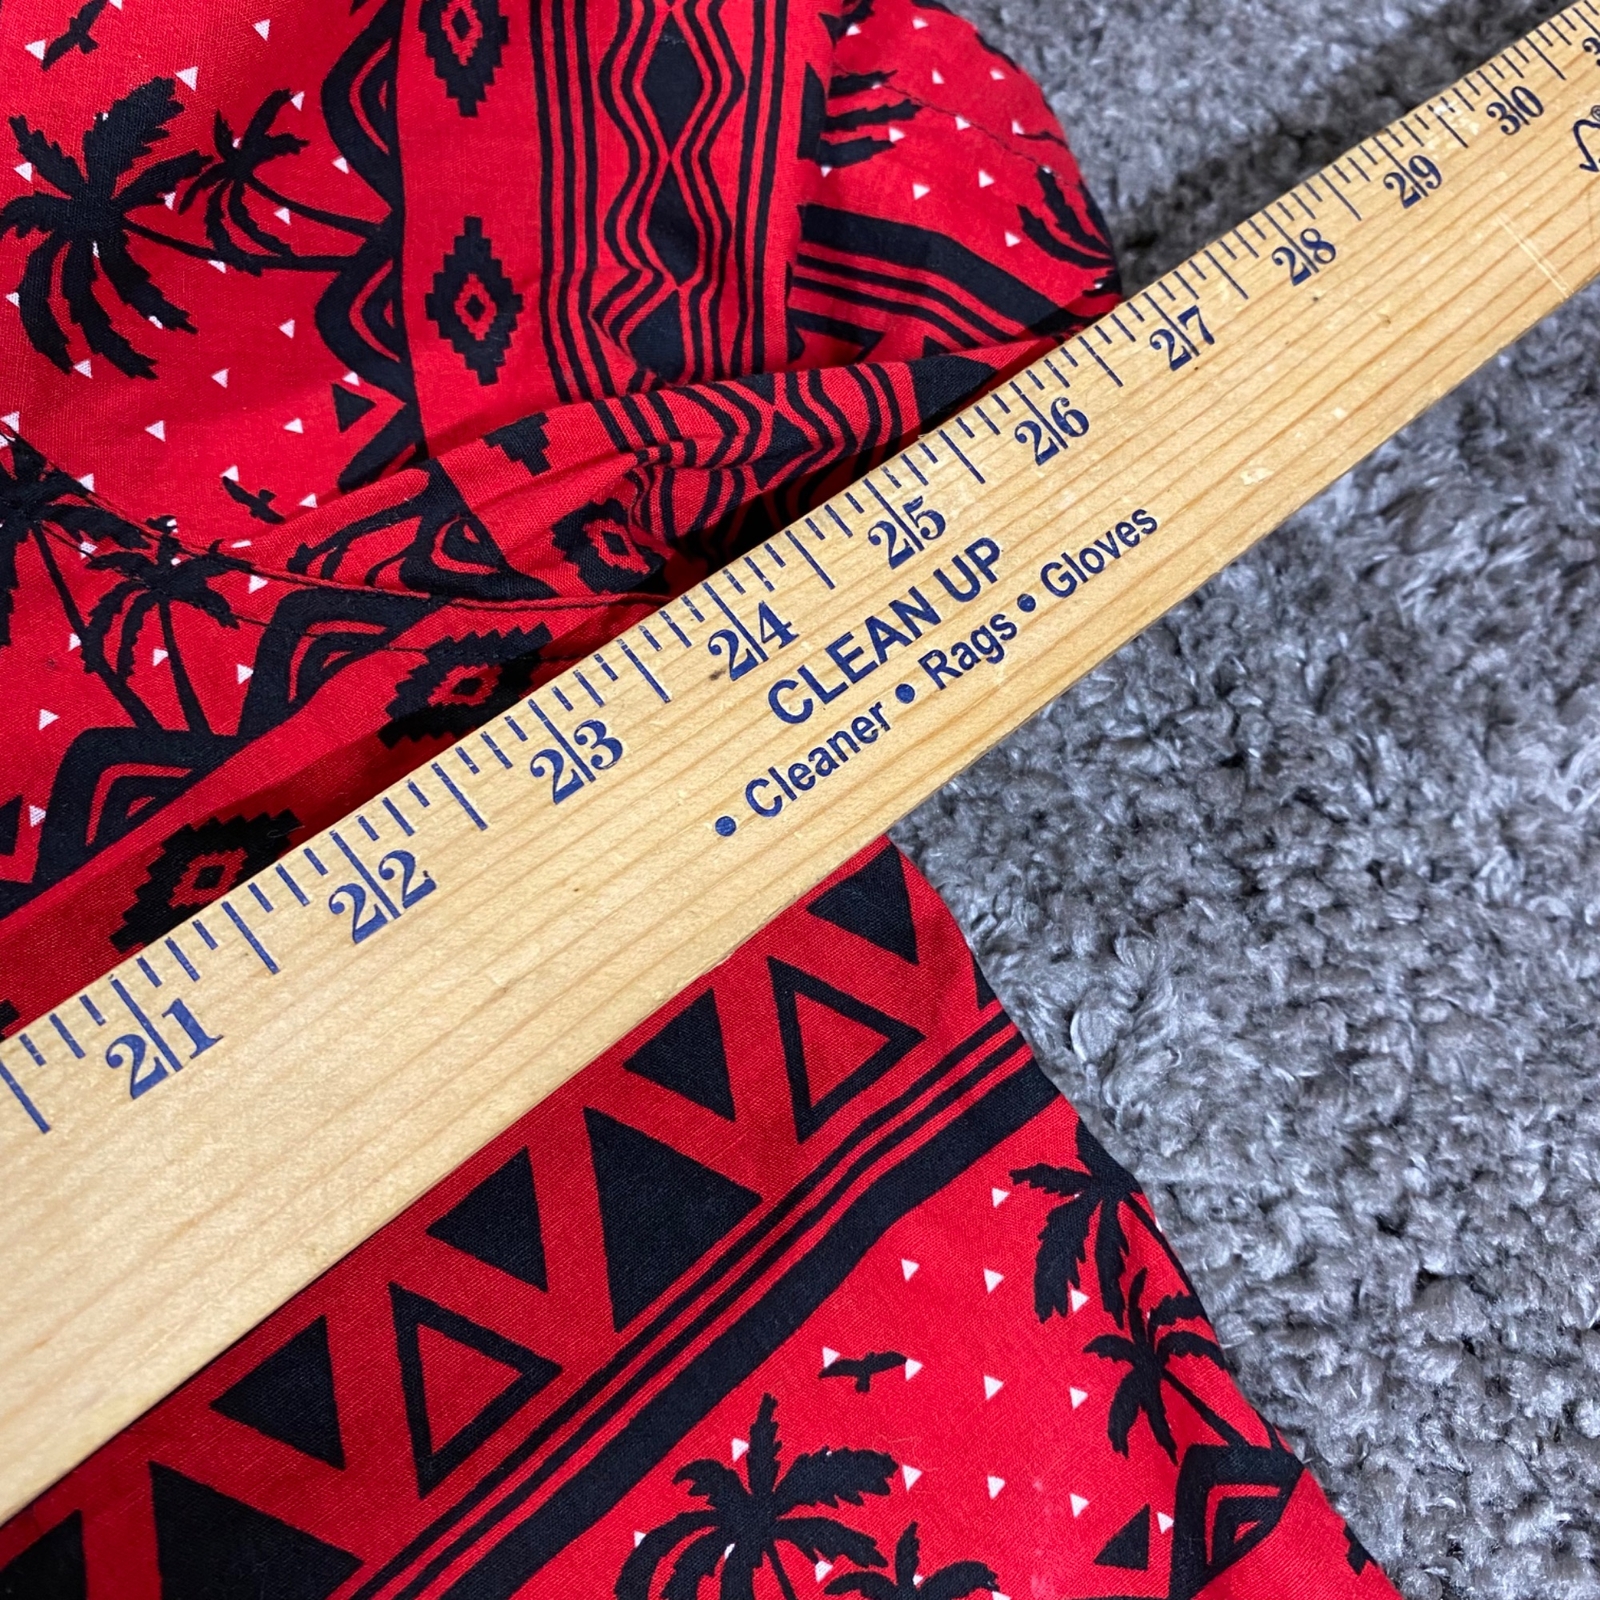 21 22 23 24 25 26 27 28 29 30
CLEAN UP
• Cleaner • Rags • Gloves